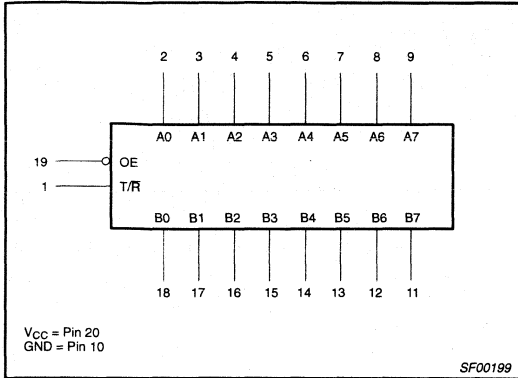 2 3 4 5 6 7 8 9
A0 A1 A2 A3 A4 A5 A6 A7
19 OE
1 T/R̅
B0 B1 B2 B3 B4 B5 B6 B7
18 17 16 15 14 13 12 11
VCC = Pin 20
GND = Pin 10
SF00199